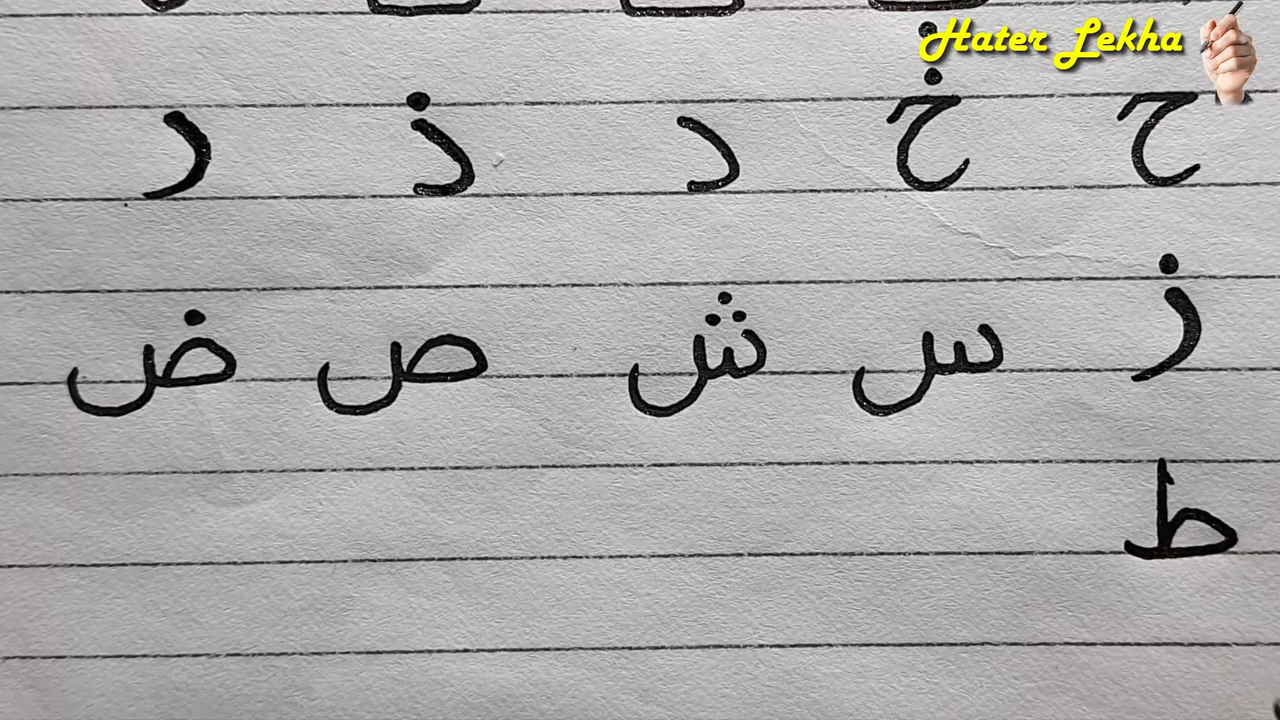 Hater Lekha
ح خ د ذ ر
ز س ش ص ض
ط